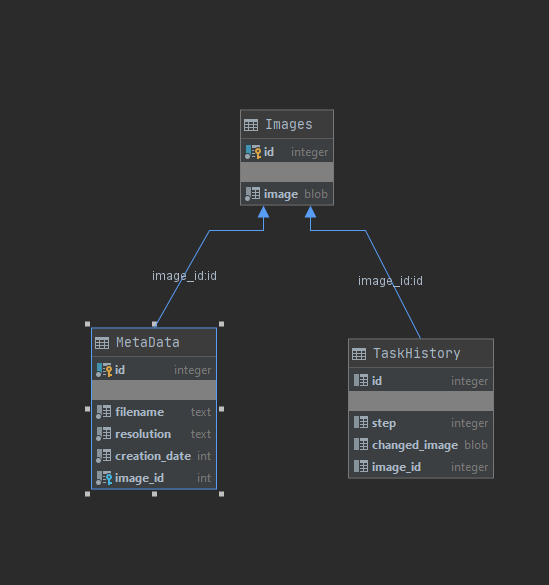 Images
id integer
image blob
image_id:id
image_id:id
MetaData
id integer
filename text
resolution text
creation_date int
image_id int
TaskHistory
id integer
step integer
changed_image blob
image_id integer